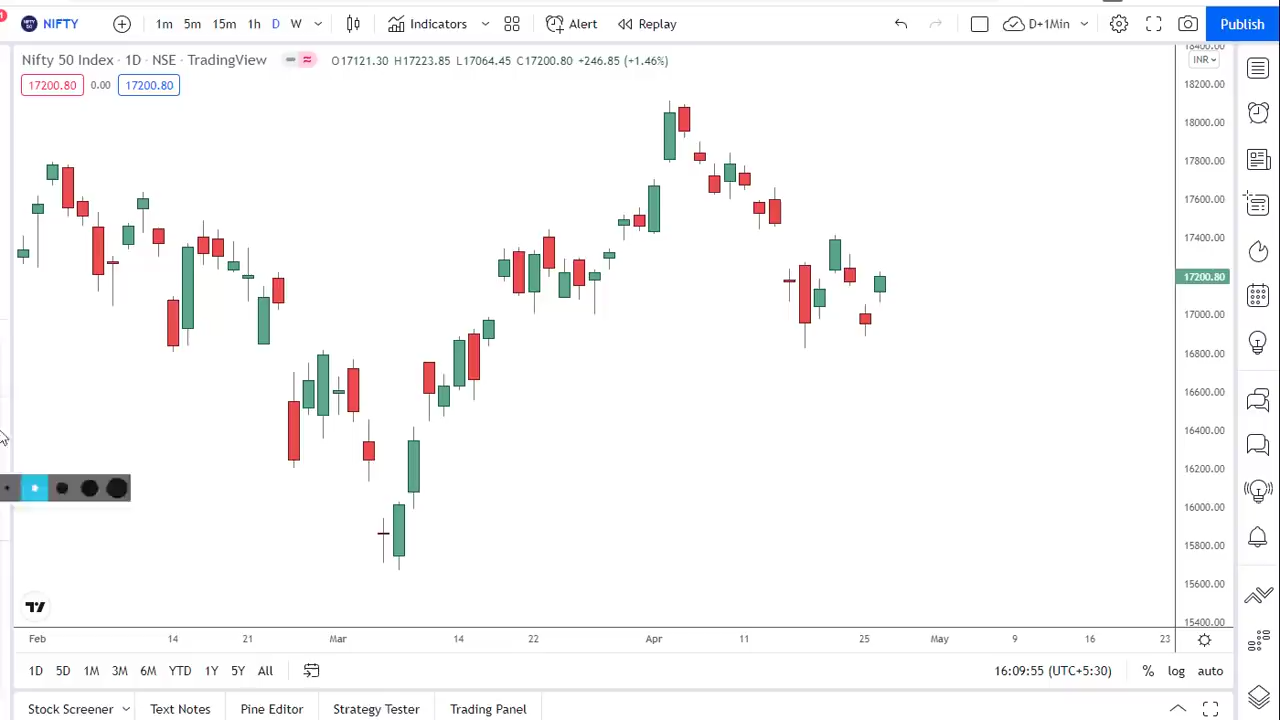 NIFTY 1m 5m 15m 1h D W Indicators Alert Replay D+1Min Publish
Nifty 50 Index · 1D · NSE · TradingView O17121.30 H17223.85 L17064.45 C17200.80 +246.85 (+1.46%)
17200.80 0.00 17200.80
18400.00
INR
18200.00
18000.00
17800.00
17600.00
17400.00
17200.80
17000.00
16800.00
16600.00
16400.00
16200.00
16000.00
15800.00
15600.00
15400.00
Feb 14 21 Mar 14 22 Apr 11 25 May 9 16 23
1D 5D 1M 3M 6M YTD 1Y 5Y All 16:09:55 (UTC+5:30) % log auto
Stock Screener Text Notes Pine Editor Strategy Tester Trading Panel